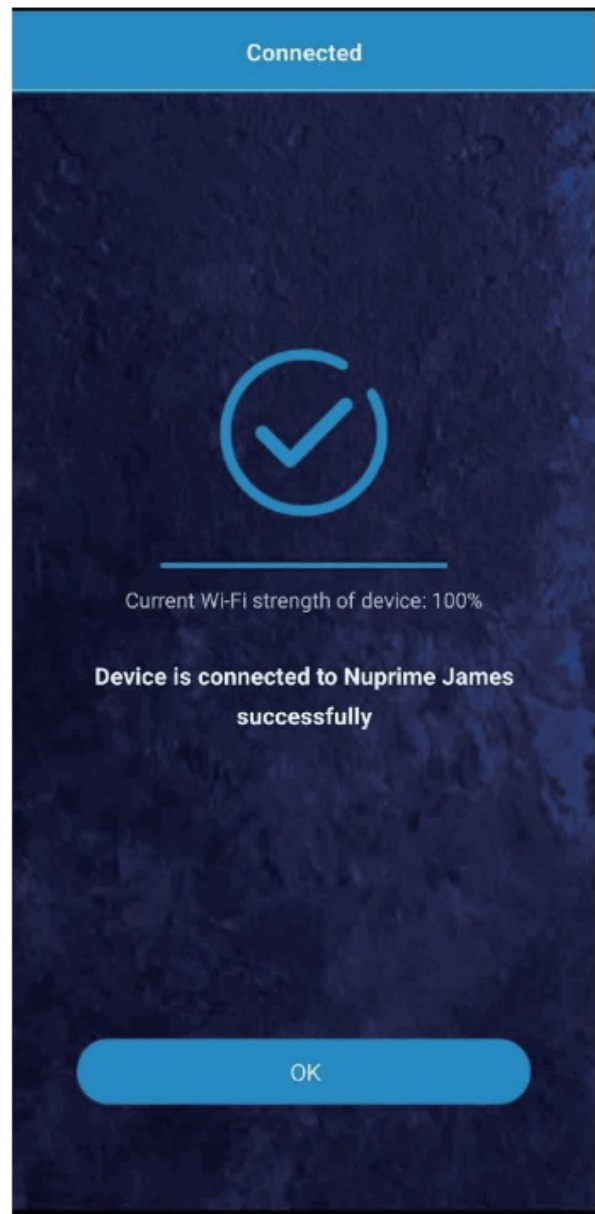 Connected
Current Wi-Fi strength of device: 100%
Device is connected to Nuprime James
successfully
OK